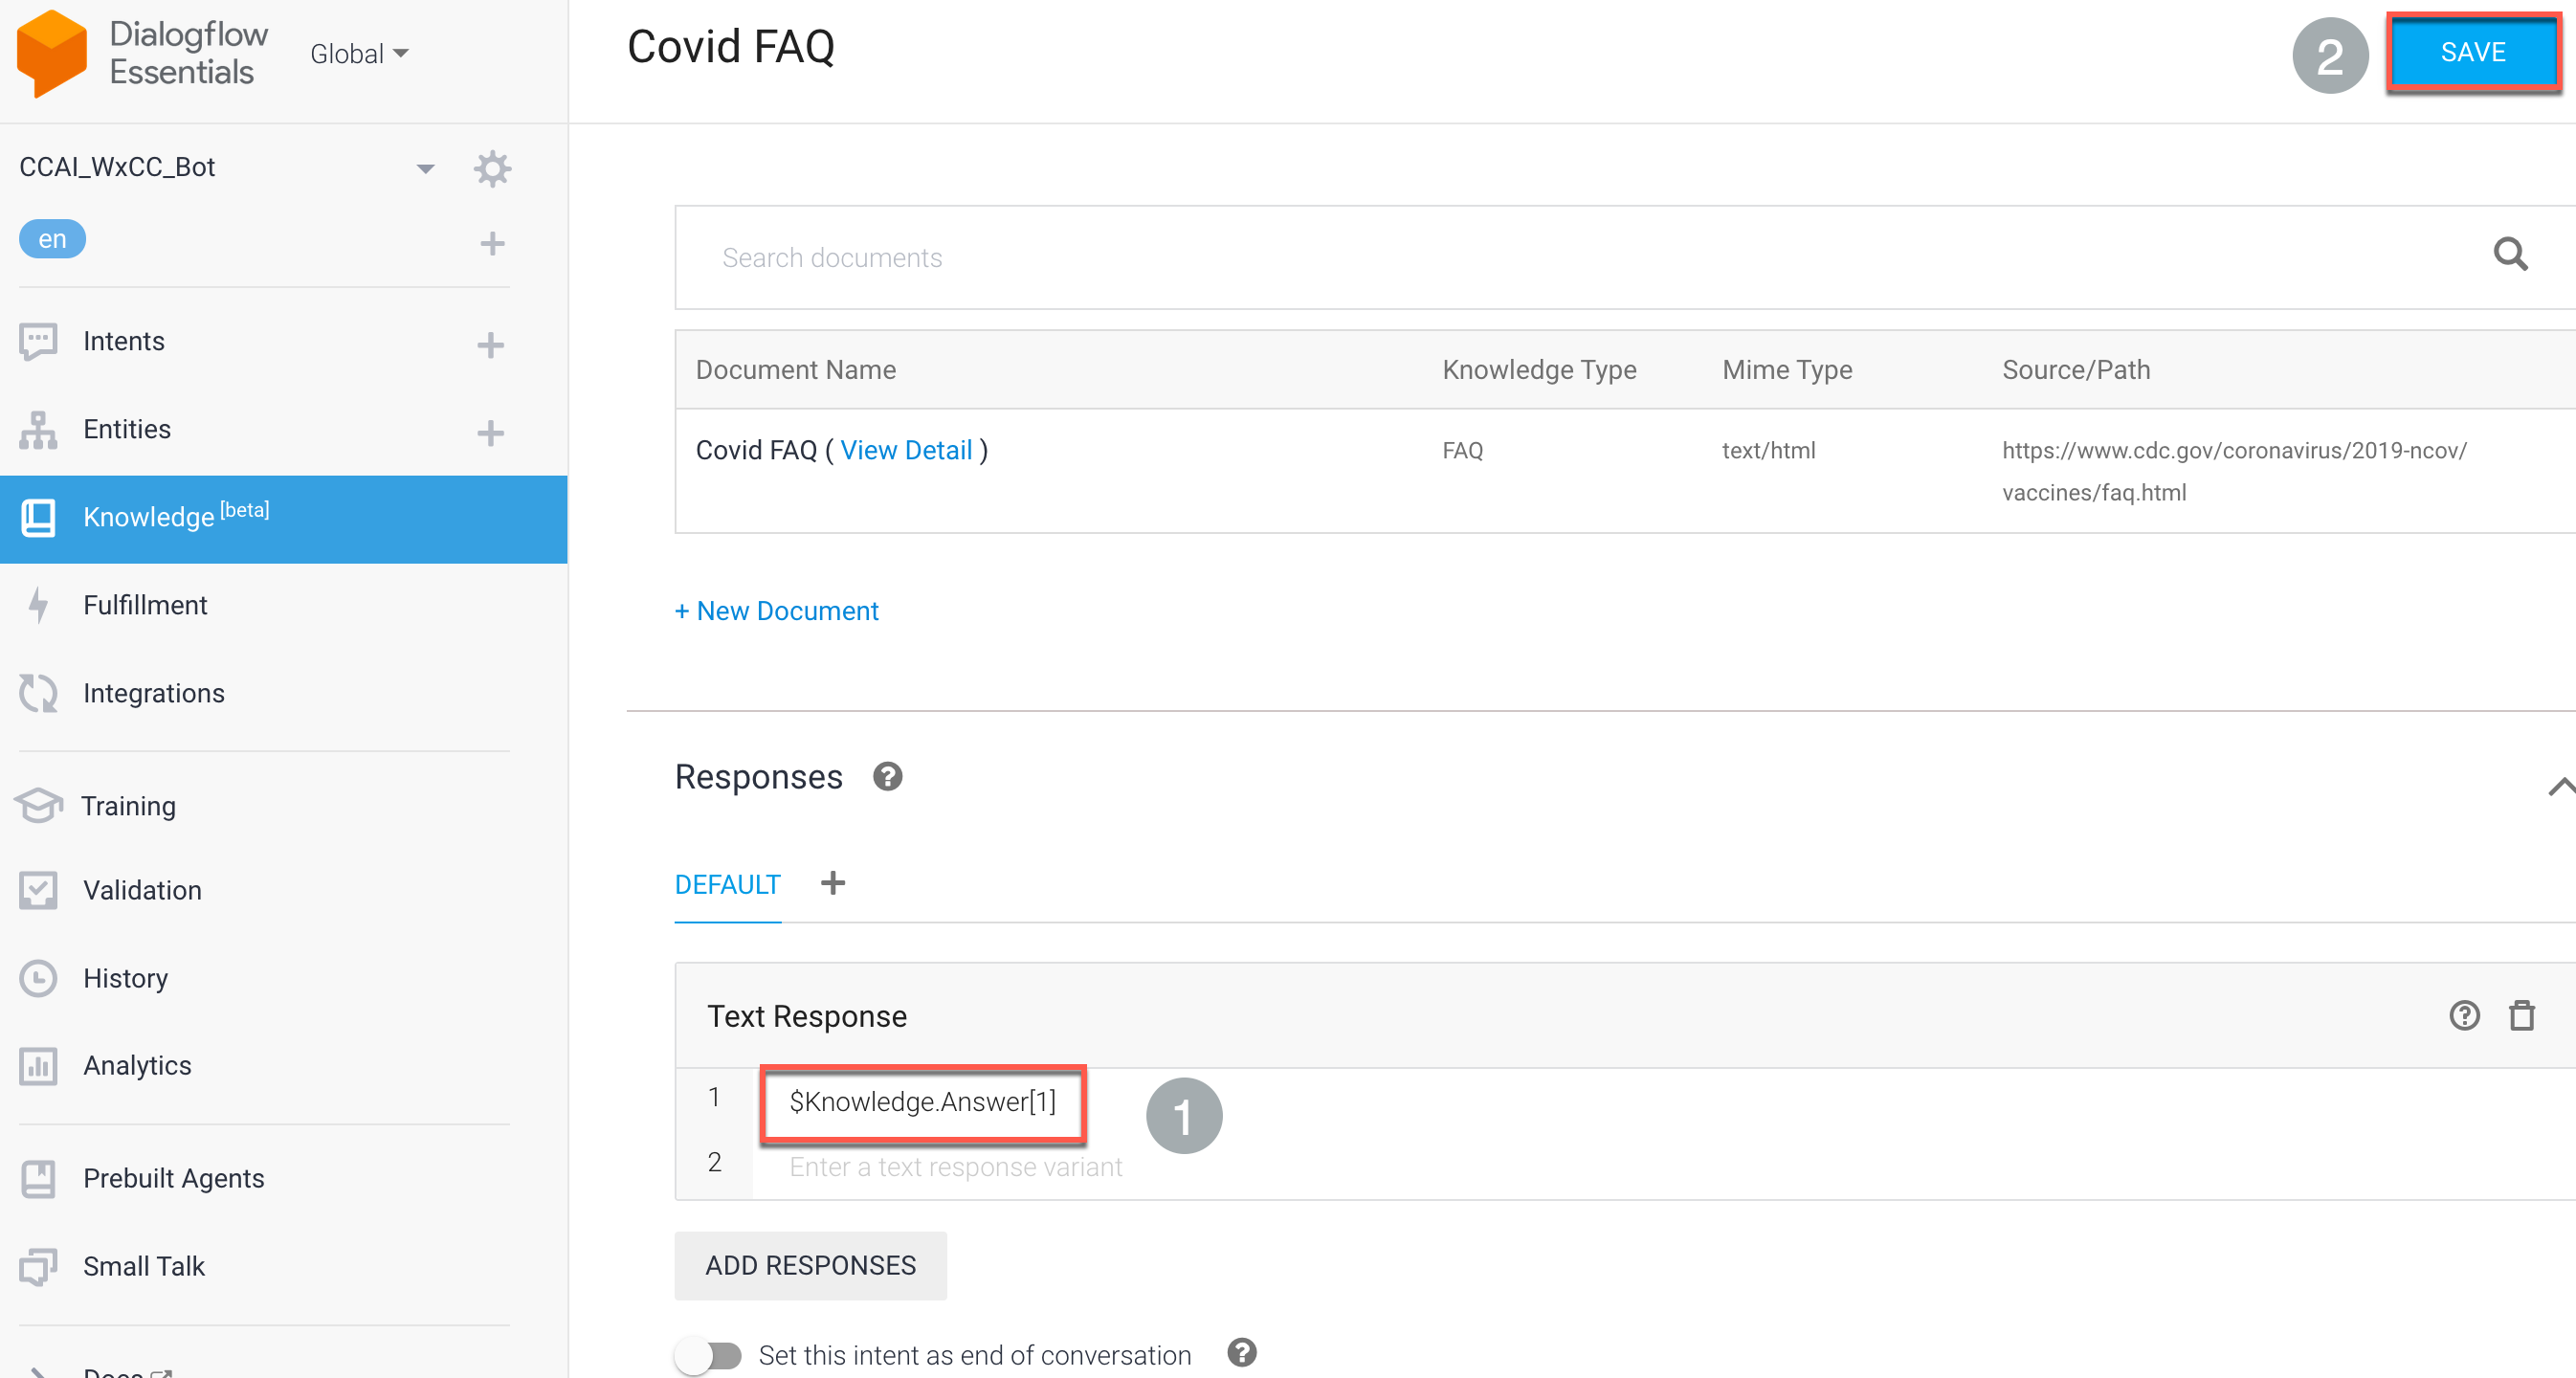 Dialogflow
Essentials
Global
CCAI_WxCC_Bot
en
Intents
Entities
Knowledge [beta]
Fulfillment
Integrations
Training
Validation
History
Analytics
Prebuilt Agents
Small Talk
Docs
Covid FAQ
2
SAVE
Search documents
Document Name Knowledge Type Mime Type Source/Path
Covid FAQ ( View Detail ) FAQ text/html https://www.cdc.gov/coronavirus/2019-ncov/
vaccines/faq.html
+ New Document
Responses
DEFAULT
Text Response
1 $Knowledge.Answer[1] 1
2 Enter a text response variant
ADD RESPONSES
Set this intent as end of conversation